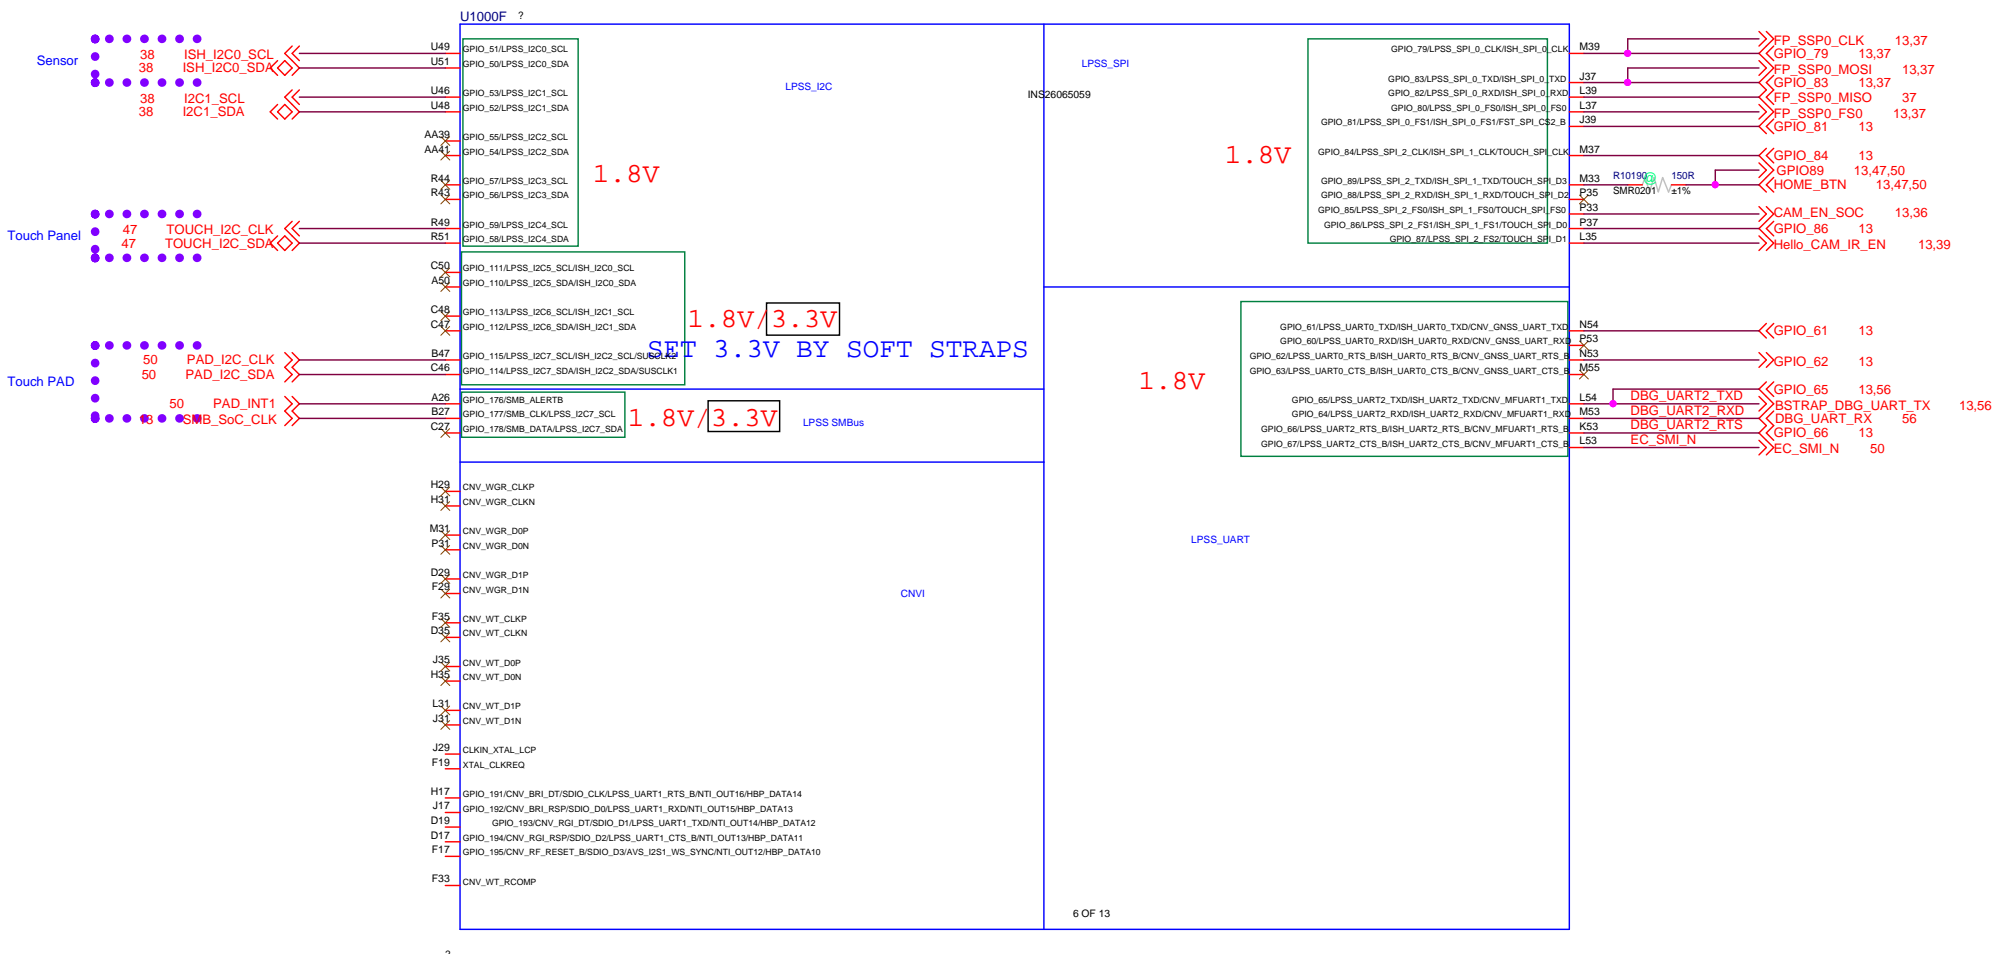 U1000F ?
Sensor
38 ISH_I2C0_SCL
38 ISH_I2C0_SDA
38 I2C1_SCL
38 I2C1_SDA
Touch Panel
47 TOUCH_I2C_CLK
47 TOUCH_I2C_SDA
Touch PAD
50 PAD_I2C_CLK
50 PAD_I2C_SDA
50 PAD_INT1
SMB_SoC_CLK
U49 GPIO_51/LPSS_I2C0_SCL
U51 GPIO_50/LPSS_I2C0_SDA
U46 GPIO_53/LPSS_I2C1_SCL
U48 GPIO_52/LPSS_I2C1_SDA
AA39 GPIO_55/LPSS_I2C2_SCL
AA41 GPIO_54/LPSS_I2C2_SDA
R44 GPIO_57/LPSS_I2C3_SCL
R43 GPIO_56/LPSS_I2C3_SDA
R49 GPIO_59/LPSS_I2C4_SCL
R51 GPIO_58/LPSS_I2C4_SDA
LPSS_I2C
1.8V
C50 GPIO_111/LPSS_I2C5_SCL/ISH_I2C0_SCL
A50 GPIO_110/LPSS_I2C5_SDA/ISH_I2C0_SDA
C48 GPIO_113/LPSS_I2C6_SCL/ISH_I2C1_SCL
C47 GPIO_112/LPSS_I2C6_SDA/ISH_I2C1_SDA
B47 GPIO_115/LPSS_I2C7_SCL/ISH_I2C2_SCL/SUSCLK2
C46 GPIO_114/LPSS_I2C7_SDA/ISH_I2C2_SDA/SUSCLK1
1.8V/3.3V
SET 3.3V BY SOFT STRAPS
A26 GPIO_176/SMB_ALERTB
B27 GPIO_177/SMB_CLK/LPSS_I2C7_SCL
C27 GPIO_178/SMB_DATA/LPSS_I2C7_SDA
1.8V/3.3V
LPSS SMBus
H29 CNV_WGR_CLKP
H31 CNV_WGR_CLKN
M31 CNV_WGR_D0P
P31 CNV_WGR_D0N
D29 CNV_WGR_D1P
F29 CNV_WGR_D1N
CNVI
F35 CNV_WT_CLKP
D35 CNV_WT_CLKN
J35 CNV_WT_D0P
H35 CNV_WT_D0N
L31 CNV_WT_D1P
J31 CNV_WT_D1N
J29 CLKIN_XTAL_LCP
F19 XTAL_CLKREQ
H17 GPIO_191/CNV_BRI_DT/SDIO_CLK/LPSS_UART1_RTS_B/NTI_OUT16/HBP_DATA14
J17 GPIO_192/CNV_BRI_RSP/SDIO_D0/LPSS_UART1_RXD/NTI_OUT15/HBP_DATA13
D19 GPIO_193/CNV_RGI_DT/SDIO_D1/LPSS_UART1_TXD/NTI_OUT14/HBP_DATA12
D17 GPIO_194/CNV_RGI_RSP/SDIO_D2/LPSS_UART1_CTS_B/NTI_OUT13/HBP_DATA11
F17 GPIO_195/CNV_RF_RESET_B/SDIO_D3/AVS_I2S1_WS_SYNC/NTI_OUT12/HBP_DATA10
F33 CNV_WT_RCOMP
LPSS_SPI
INS26065059
1.8V
GPIO_79/LPSS_SPI_0_CLK/ISH_SPI_0_CLK M39
GPIO_83/LPSS_SPI_0_TXD/ISH_SPI_0_TXD J37
GPIO_82/LPSS_SPI_0_RXD/ISH_SPI_0_RXD L39
GPIO_80/LPSS_SPI_0_FS0/ISH_SPI_0_FS0 L37
GPIO_81/LPSS_SPI_0_FS1/ISH_SPI_0_FS1/FST_SPI_CS2_B J39
GPIO_84/LPSS_SPI_2_CLK/ISH_SPI_1_CLK/TOUCH_SPI_CLK M37
GPIO_89/LPSS_SPI_2_TXD/ISH_SPI_1_TXD/TOUCH_SPI_D3 M33
GPIO_88/LPSS_SPI_2_RXD/ISH_SPI_1_RXD/TOUCH_SPI_D2 P35
GPIO_85/LPSS_SPI_2_FS0/ISH_SPI_1_FS0/TOUCH_SPI_FS0 P33
GPIO_86/LPSS_SPI_2_FS1/ISH_SPI_1_FS1/TOUCH_SPI_D0 P37
GPIO_87/LPSS_SPI_2_FS2/TOUCH_SPI_D1 L35
R10190 150R
SMR0201 ±1%
FP_SSP0_CLK 13,37
GPIO_79 13,37
FP_SSP0_MOSI 13,37
GPIO_83 13,37
FP_SSP0_MISO 37
FP_SSP0_FS0 13,37
GPIO_81 13
GPIO_84 13
GPIO89 13,47,50
HOME_BTN 13,47,50
CAM_EN_SOC 13,36
GPIO_86 13
Hello_CAM_IR_EN 13,39
1.8V
GPIO_61/LPSS_UART0_TXD/ISH_UART0_TXD/CNV_GNSS_UART_TXD N54
GPIO_60/LPSS_UART0_RXD/ISH_UART0_RXD/CNV_GNSS_UART_RXD P53
GPIO_62/LPSS_UART0_RTS_B/ISH_UART0_RTS_B/CNV_GNSS_UART_RTS_B N53
GPIO_63/LPSS_UART0_CTS_B/ISH_UART0_CTS_B/CNV_GNSS_UART_CTS_B M55
GPIO_65/LPSS_UART2_TXD/ISH_UART2_TXD/CNV_MFUART1_TXD L54 DBG_UART2_TXD
GPIO_64/LPSS_UART2_RXD/ISH_UART2_RXD/CNV_MFUART1_RXD M53 DBG_UART2_RXD
GPIO_66/LPSS_UART2_RTS_B/ISH_UART2_RTS_B/CNV_MFUART1_RTS_B K53 DBG_UART2_RTS
GPIO_67/LPSS_UART2_CTS_B/ISH_UART2_CTS_B/CNV_MFUART1_CTS_B L53 EC_SMI_N
GPIO_61 13
GPIO_62 13
GPIO_65 13,56
BSTRAP_DBG_UART_TX 13,56
DBG_UART_RX 56
GPIO_66 13
EC_SMI_N 50
LPSS_UART
6 OF 13